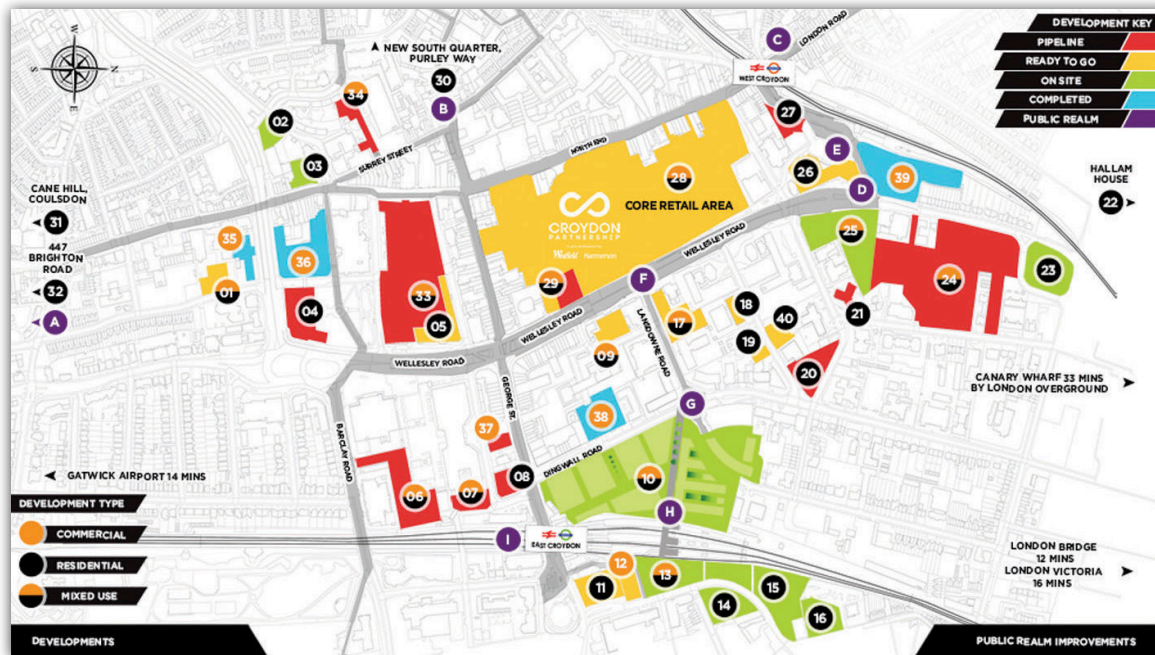 W
S
N
E
NEW SOUTH QUARTER,
PURLEY WAY
30
B
C
LONDON ROAD
WEST CROYDON
DEVELOPMENT KEY
PIPELINE
READY TO GO
ON SITE
COMPLETED
PUBLIC REALM
34
02
03
SURREY STREET
NORTH END
27
E
26
39
D
HALLAM
HOUSE
22
CANE HILL,
COULSDON
31
447
BRIGHTON
ROAD
32
A
35
36
01
04
33
05
28
CORE RETAIL AREA
CROYDON
PARTNERSHIP
Westfield Hammerson
29
WELLESLEY ROAD
WELLESLEY ROAD
WELLESLEY ROAD
F
25
24
23
21
18
40
19
20
17
09
LANSDOWNE ROAD
CANARY WHARF 33 MINS
BY LONDON OVERGROUND
G
38
37
GEORGE ST.
BARCLAY ROAD
DINGWALL ROAD
GATWICK AIRPORT 14 MINS
06
07
08
10
H
I
EAST CROYDON
DEVELOPMENT TYPE
COMMERCIAL
RESIDENTIAL
MIXED USE
12
11
13
14
15
16
LONDON BRIDGE
12 MINS
LONDON VICTORIA
16 MINS
DEVELOPMENTS
PUBLIC REALM IMPROVEMENTS